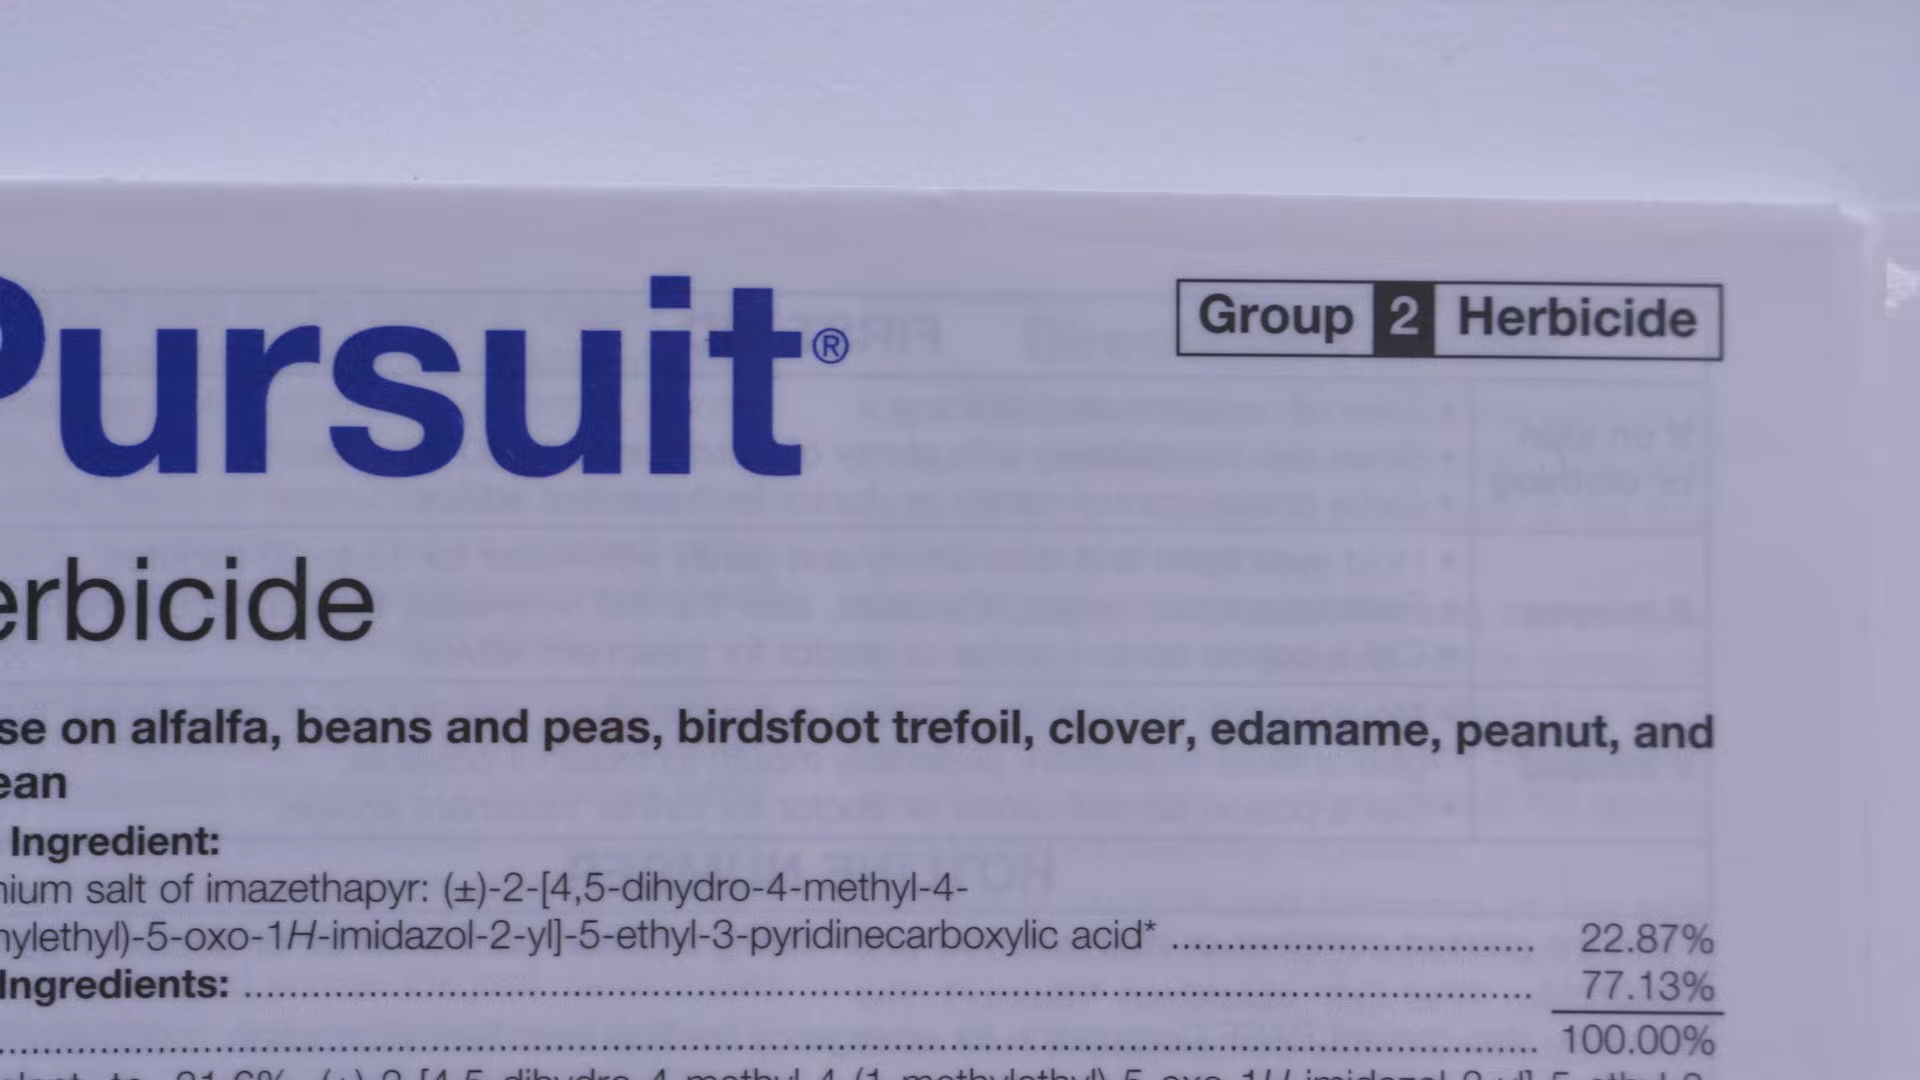 Pursuit®
Group 2 Herbicide
erbicide
se on alfalfa, beans and peas, birdsfoot trefoil, clover, edamame, peanut, and
ean
Ingredient:
nium salt of imazethapyr: (±)-2-[4,5-dihydro-4-methyl-4-
nylethyl)-5-oxo-1H-imidazol-2-yl]-5-ethyl-3-pyridinecarboxylic acid*.................................... 22.87%
Ingredients: ................................................................................................ 77.13%
................................................................................................ 100.00%